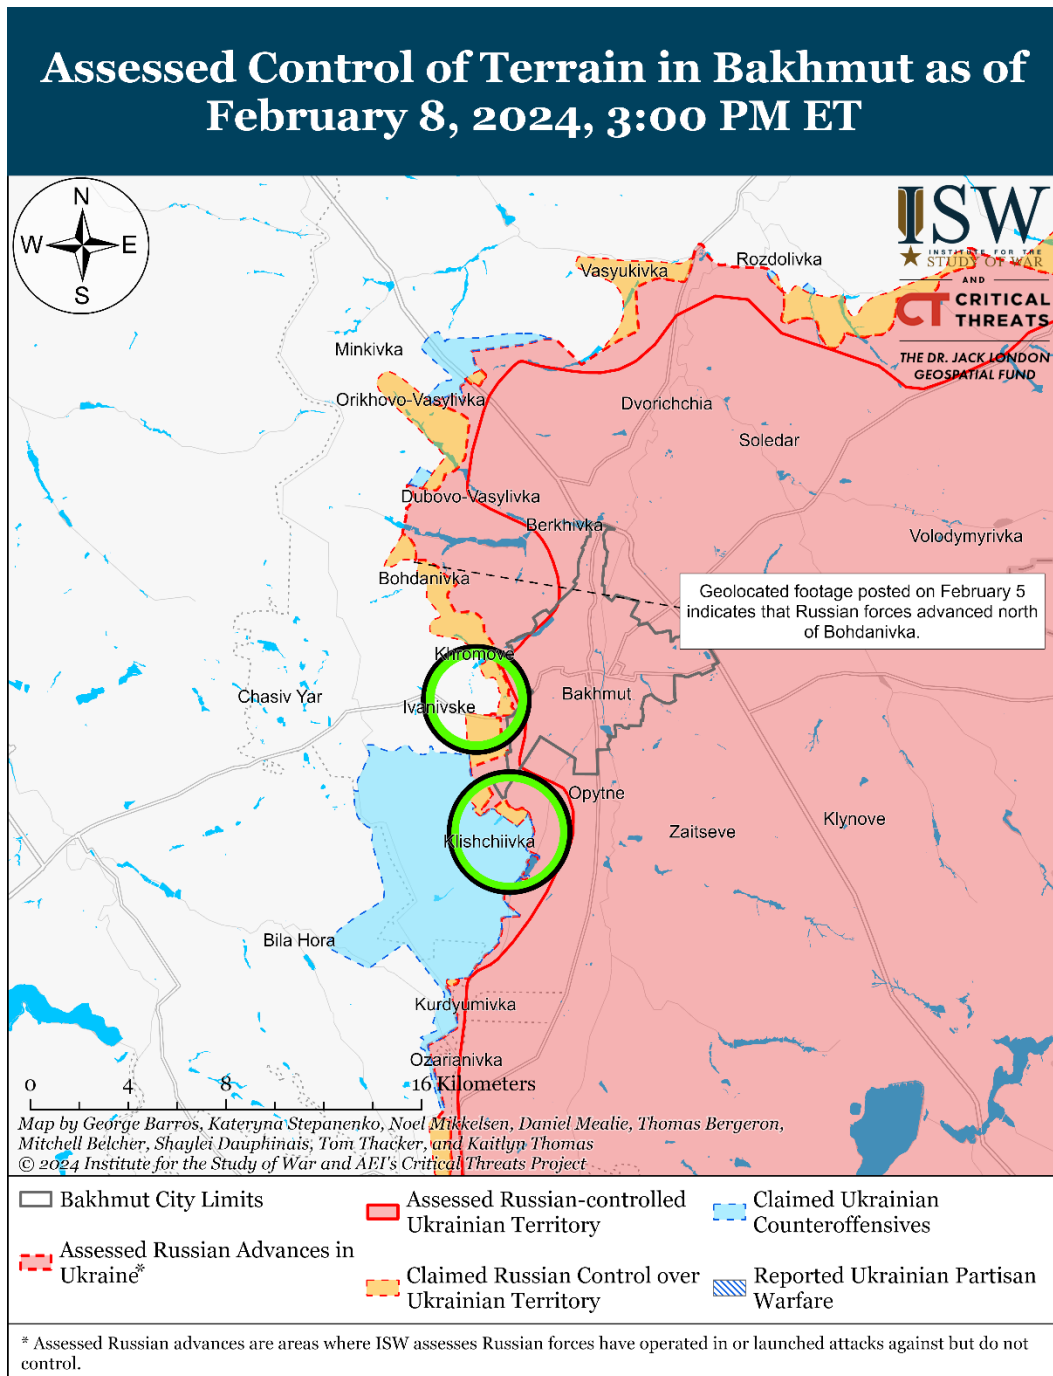 Assessed Control of Terrain in Bakhmut as of
February 8, 2024, 3:00 PM ET
N
W
E
S
ISW
INSTITUTE FOR THE
STUDY OF WAR
AND
CT CRITICAL
THREATS
THE DR. JACK LONDON
GEOSPATIAL FUND
Vasyukivka
Rozdolivka
Minkivka
Orikhovo-Vasylivka
Dvorichchia
Soledar
Dubovo-Vasylivka
Berkhivka
Volodymyrivka
Bohdanivka
Geolocated footage posted on February 5
indicates that Russian forces advanced north
of Bohdanivka.
Khromove
Chasiv Yar
Ivanivske
Bakhmut
Opytne
Klishchiivka
Zaitseve
Klynove
Bila Hora
Kurdyumivka
Ozarianivka
0 4 8 16 Kilometers
Map by George Barros, Kateryna Stepanenko, Noel Mikkelsen, Daniel Mealie, Thomas Bergeron,
Mitchell Belcher, Shaylei Dauphinais, Tom Thacker, and Kaitlyn Thomas
© 2024 Institute for the Study of War and AEI's Critical Threats Project
Bakhmut City Limits
Assessed Russian Advances in
Ukraine*
Assessed Russian-controlled
Ukrainian Territory
Claimed Russian Control over
Ukrainian Territory
Claimed Ukrainian
Counteroffensives
Reported Ukrainian Partisan
Warfare
* Assessed Russian advances are areas where ISW assesses Russian forces have operated in or launched attacks against but do not
control.